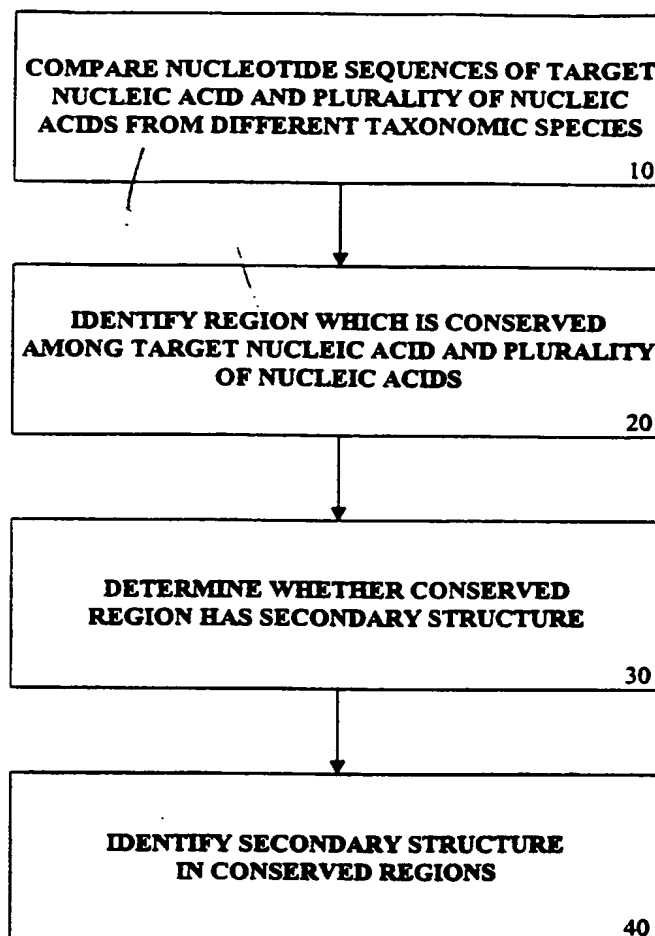 COMPARE NUCLEOTIDE SEQUENCES OF TARGET
NUCLEIC ACID AND PLURALITY OF NUCLEIC
ACIDS FROM DIFFERENT TAXONOMIC SPECIES
10
IDENTIFY REGION WHICH IS CONSERVED
AMONG TARGET NUCLEIC ACID AND PLURALITY
OF NUCLEIC ACIDS
20
DETERMINE WHETHER CONSERVED
REGION HAS SECONDARY STRUCTURE
30
IDENTIFY SECONDARY STRUCTURE
IN CONSERVED REGIONS
40